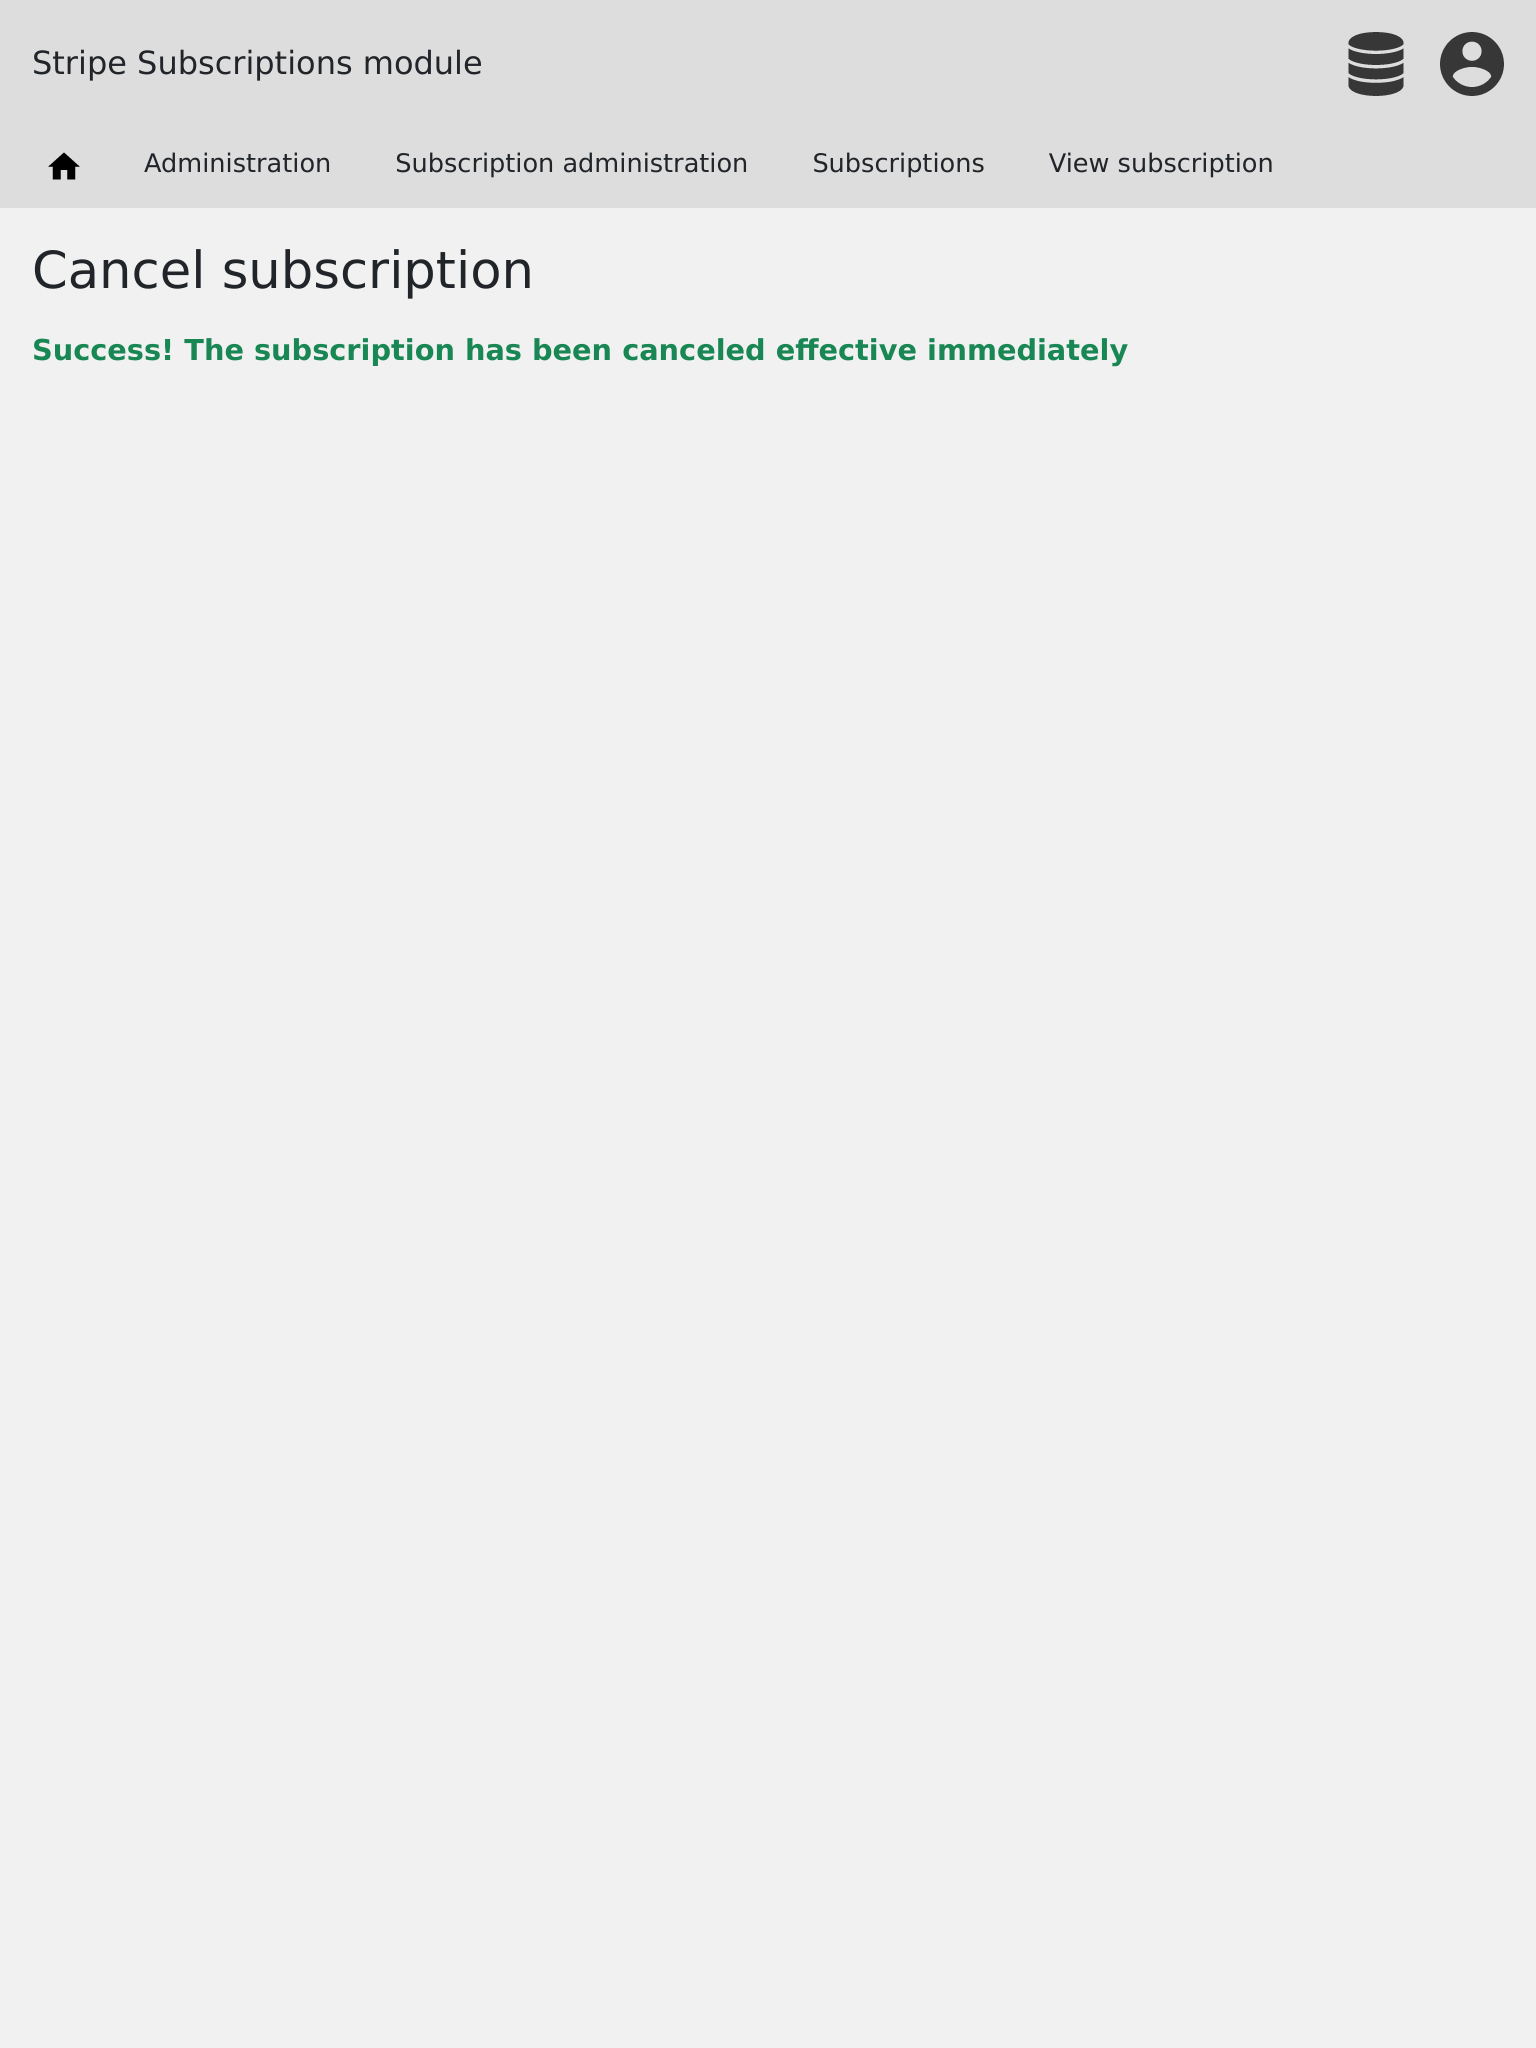 Stripe Subscriptions module
Administration Subscription administration Subscriptions View subscription
Cancel subscription
Success! The subscription has been canceled effective immediately